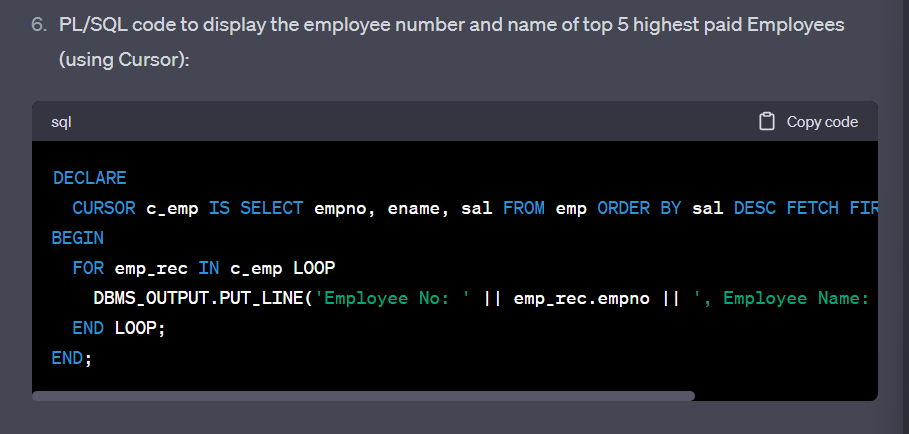 6. PL/SQL code to display the employee number and name of top 5 highest paid Employees
(using Cursor):
sql
Copy code
DECLARE
CURSOR c_emp IS SELECT empno, ename, sal FROM emp ORDER BY sal DESC FETCH FIR
BEGIN
FOR emp_rec IN c_emp LOOP
DBMS_OUTPUT.PUT_LINE('Employee No: ' || emp_rec.empno || ', Employee Name:
END LOOP;
END;